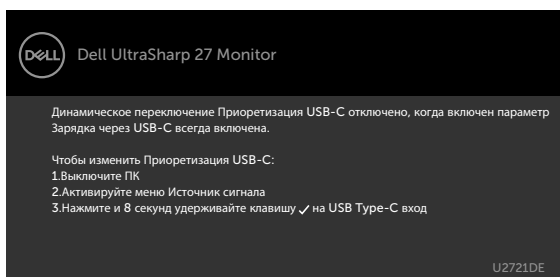 DELL
Dell UltraSharp 27 Monitor
Динамическое переключение Приоретизация USB-C отключено, когда включен параметр
Зарядка через USB-C всегда включена.
Чтобы изменить Приоретизация USB-C:
1.Выключите ПК
2.Активируйте меню Источник сигнала
3.Нажмите и 8 секунд удерживайте клавишу ✓ на USB Type-C вход
U2721DE